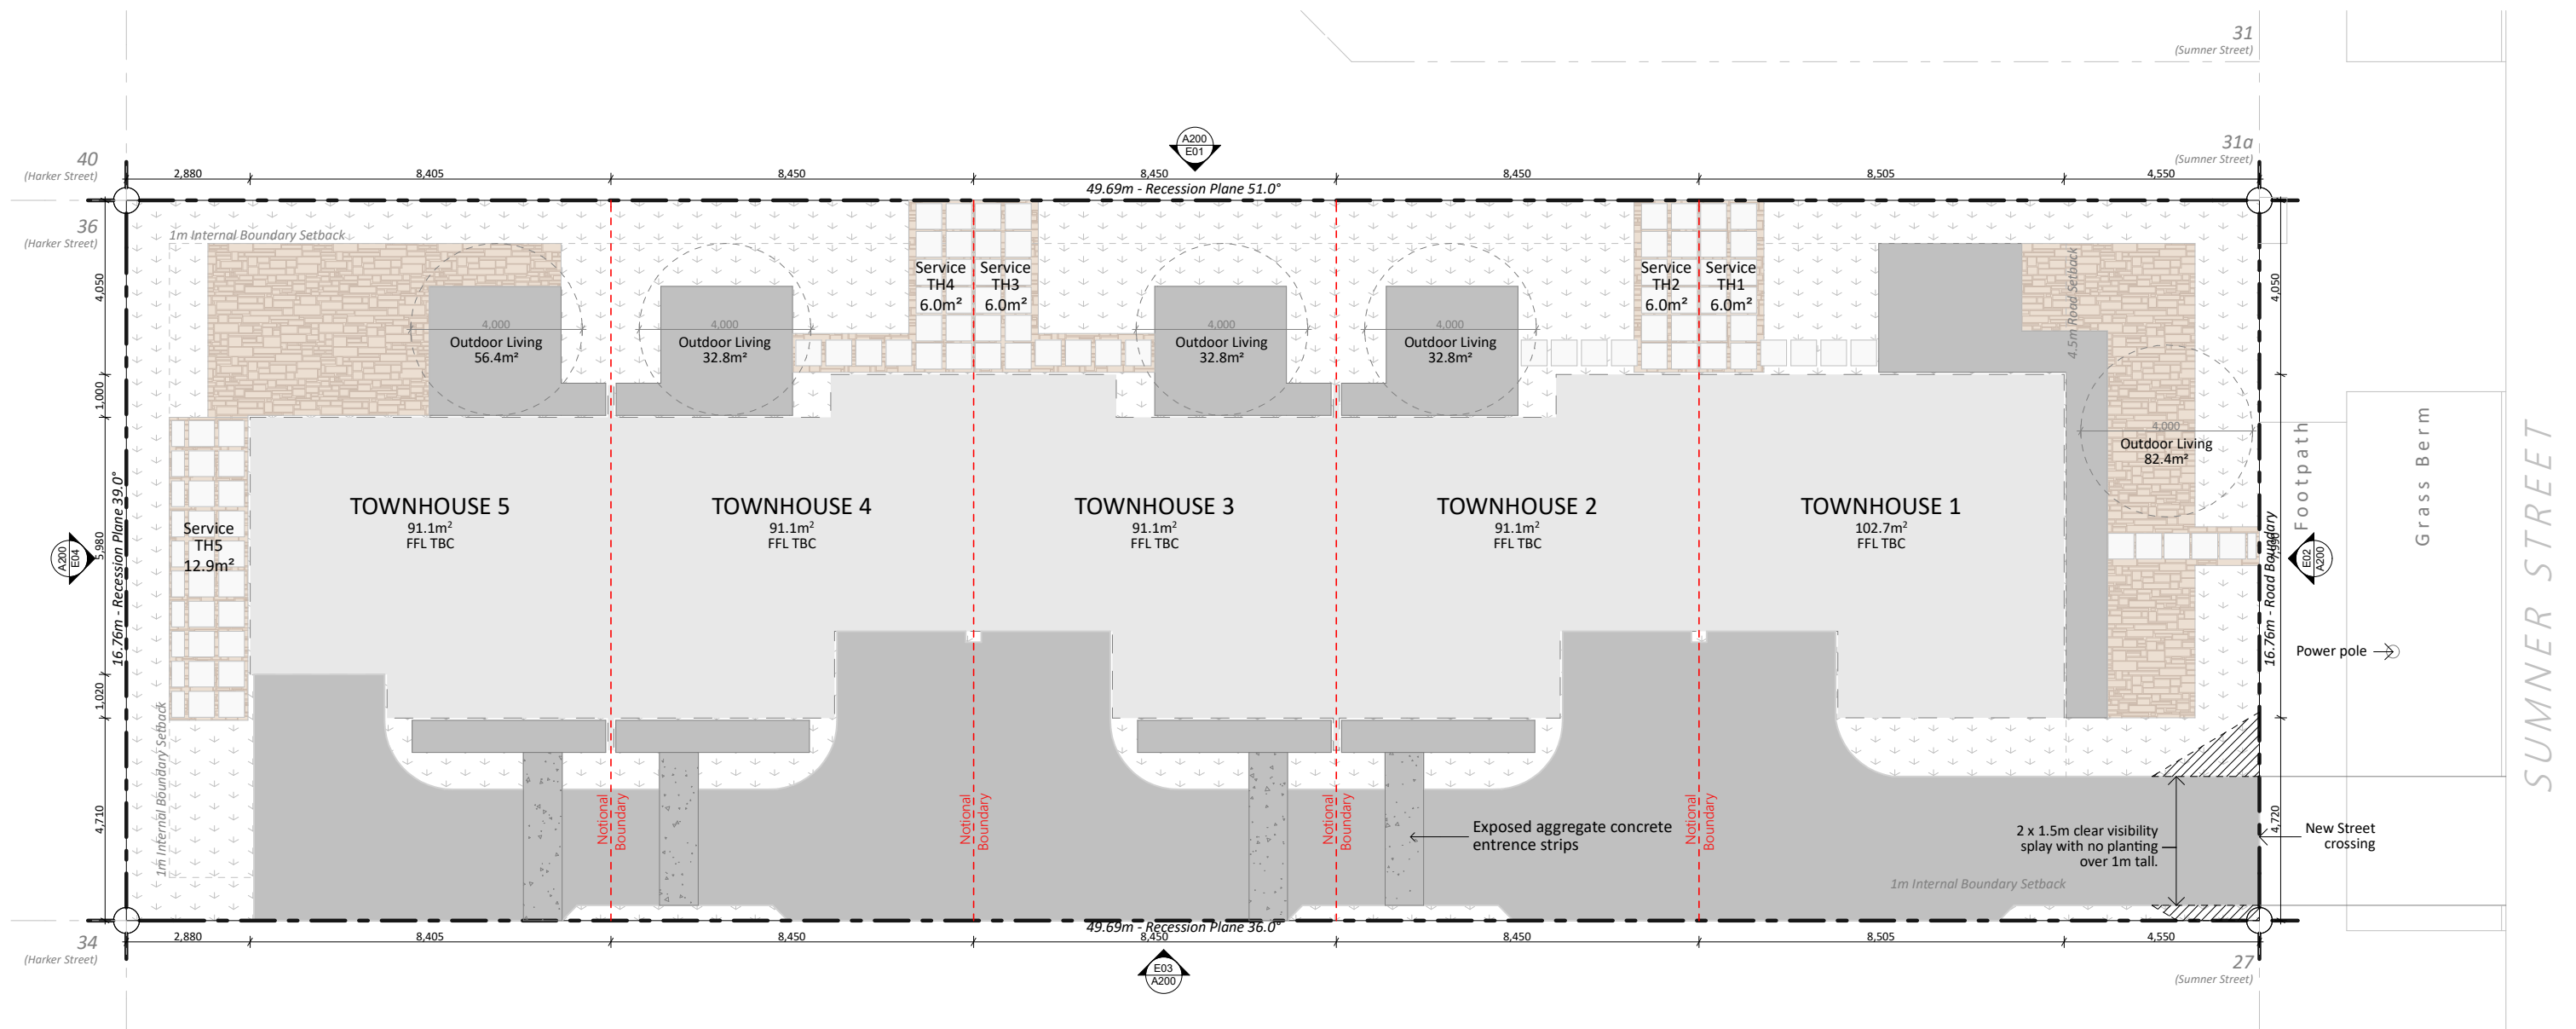 31
(Sumner Street)
A200
E01
40
(Harker Street)
31a
(Sumner Street)
2,880
8,405
8,450
8,450
8,450
8,505
4,550
49.69m - Recession Plane 51.0°
36
(Harker Street)
1m Internal Boundary Setback
4,050
1,000
5,980
1,020
4,710
16.76m - Recession Plane 39.0°
A200
E04
Service
TH4
6.0m²
Service
TH3
6.0m²
Service
TH2
6.0m²
Service
TH1
6.0m²
4.5m Road Setback
4,050
4,000
Outdoor Living
56.4m²
4,000
Outdoor Living
32.8m²
4,000
Outdoor Living
32.8m²
4,000
Outdoor Living
32.8m²
4,000
Outdoor Living
82.4m²
Footpath
Grass Berm
SUMNER STREET
TOWNHOUSE 5
91.1m²
FFL TBC
TOWNHOUSE 4
91.1m²
FFL TBC
TOWNHOUSE 3
91.1m²
FFL TBC
TOWNHOUSE 2
91.1m²
FFL TBC
TOWNHOUSE 1
102.7m²
FFL TBC
Service
TH5
12.9m²
16.76m - Road Boundary
E02
A200
Power pole
1m Internal Boundary Setback
Notional
Boundary
Notional
Boundary
Notional
Boundary
Notional
Boundary
Exposed aggregate concrete
entrence strips
2 x 1.5m clear visibility
splay with no planting
over 1m tall.
4,720
New Street
crossing
1m Internal Boundary Setback
49.69m - Recession Plane 36.0°
2,880
8,405
8,450
8,450
8,450
8,505
4,550
34
(Harker Street)
E03
A200
27
(Sumner Street)